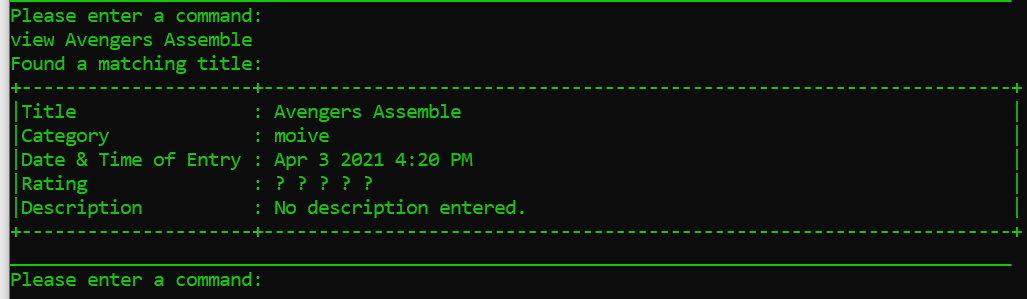 Please enter a command:
view Avengers Assemble
Found a matching title:
+---------------------+--------------------------------------------------------------------+
|Title : Avengers Assemble |
|Category : moive |
|Date & Time of Entry : Apr 3 2021 4:20 PM |
|Rating : ? ? ? ? ? |
|Description : No description entered. |
+---------------------+--------------------------------------------------------------------+
Please enter a command: